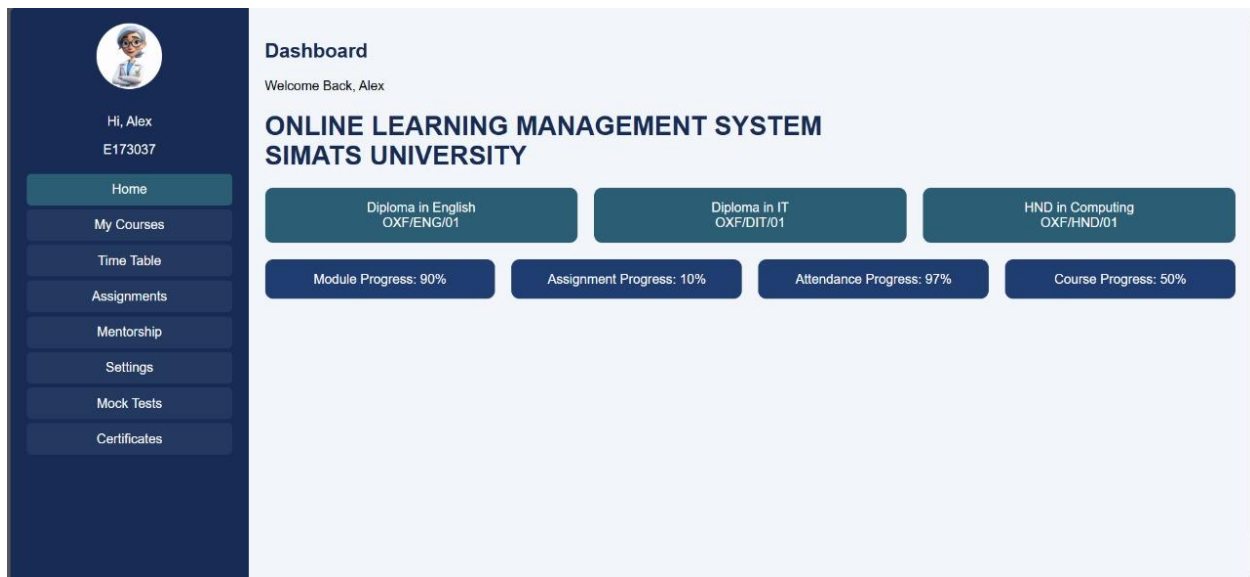 Hi, Alex
E173037
Home
My Courses
Time Table
Assignments
Mentorship
Settings
Mock Tests
Certificates
Dashboard
Welcome Back, Alex
ONLINE LEARNING MANAGEMENT SYSTEM
SIMATS UNIVERSITY
Diploma in English
OXF/ENG/01
Diploma in IT
OXF/DIT/01
HND in Computing
OXF/HND/01
Module Progress: 90%
Assignment Progress: 10%
Attendance Progress: 97%
Course Progress: 50%